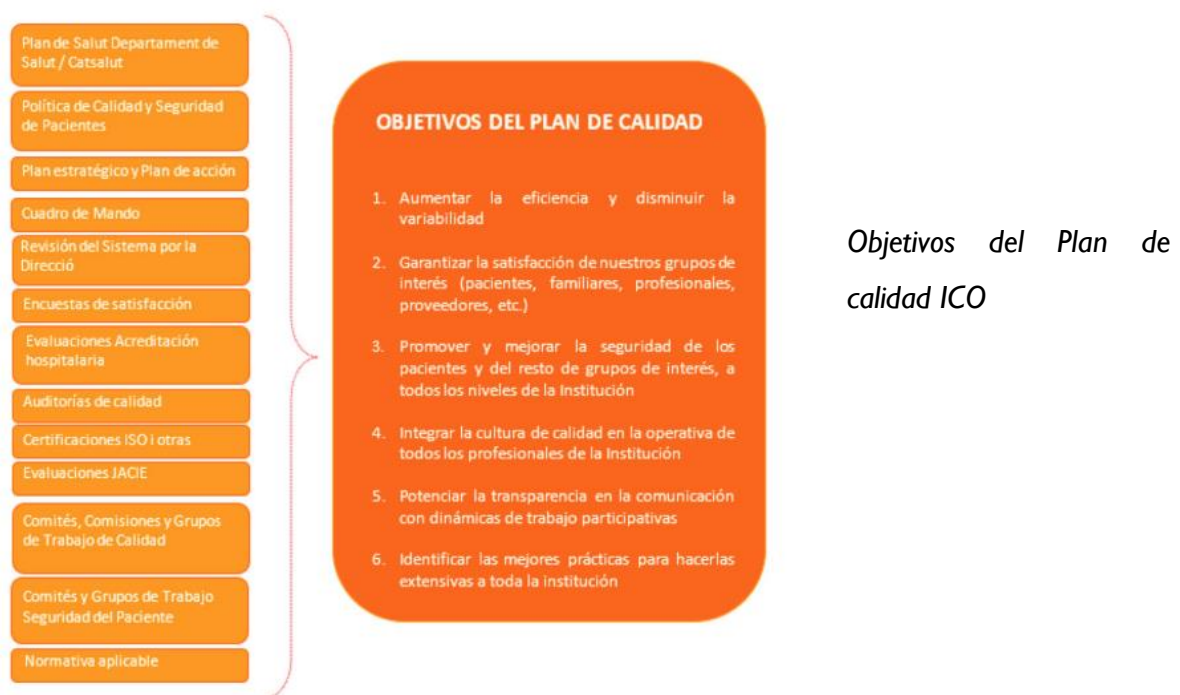 Plan de Salut Departament de
Salut / Catsalut
Política de Calidad y Seguridad
de Pacientes
Plan estratégico y Plan de acción
Cuadro de Mando
Revisión del Sistema por la
Direcció
Encuestas de satisfacción
Evaluaciones Acreditación
hospitalaria
Auditorías de calidad
Certificaciones ISO i otras
Evaluaciones JACIE
Comités, Comisiones y Grupos
de Trabajo de Calidad
Comités y Grupos de Trabajo
Seguridad del Paciente
Normativa aplicable
OBJETIVOS DEL PLAN DE CALIDAD
1. Aumentar la eficiencia y disminuir la
variabilidad
2. Garantizar la satisfacción de nuestros grupos de
interés (pacientes, familiares, profesionales,
proveedores, etc.)
3. Promover y mejorar la seguridad de los
pacientes y del resto de grupos de interés, a
todos los niveles de la Institución
4. Integrar la cultura de calidad en la operativa de
todos los profesionales de la Institución
5. Potenciar la transparencia en la comunicación
con dinámicas de trabajo participativas
6. Identificar las mejores prácticas para hacerlas
extensivas a toda la institución
Objetivos del Plan de
calidad ICO